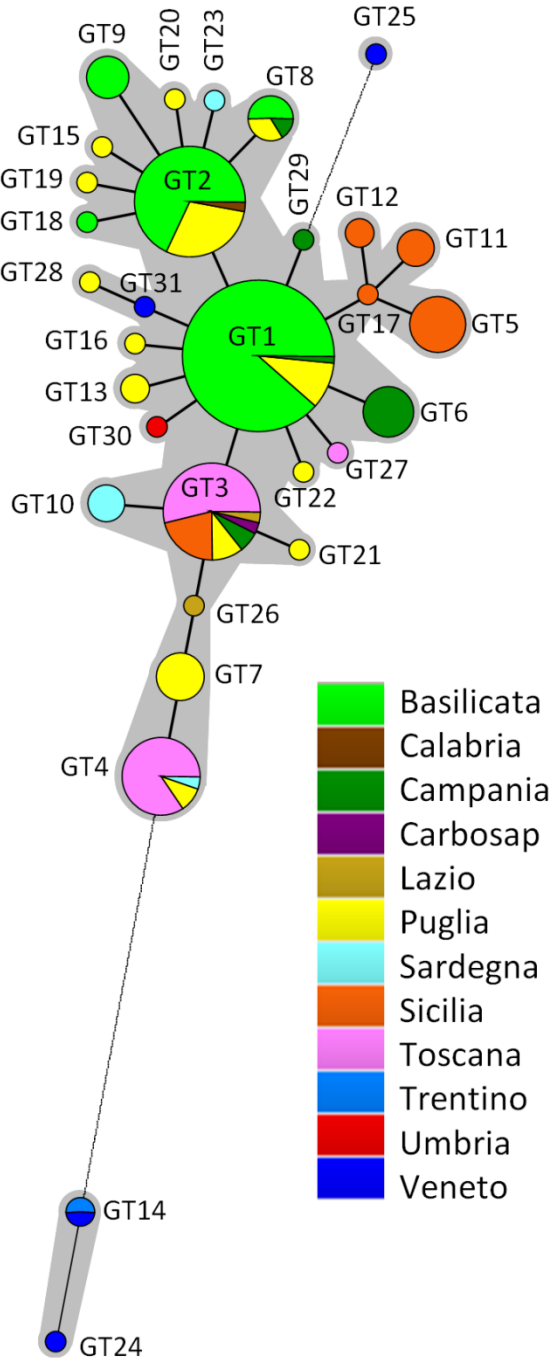 GT9
GT20
GT23
GT8
GT25
GT15
GT2
GT19
GT18
GT29
GT12
GT11
GT28
GT31
GT17
GT5
GT16
GT1
GT13
GT6
GT30
GT27
GT3
GT22
GT10
GT21
GT26
GT7
GT4
Basilicata
Calabria
Campania
Carbosap
Lazio
Puglia
Sardegna
Sicilia
Toscana
Trentino
Umbria
Veneto
GT14
GT24